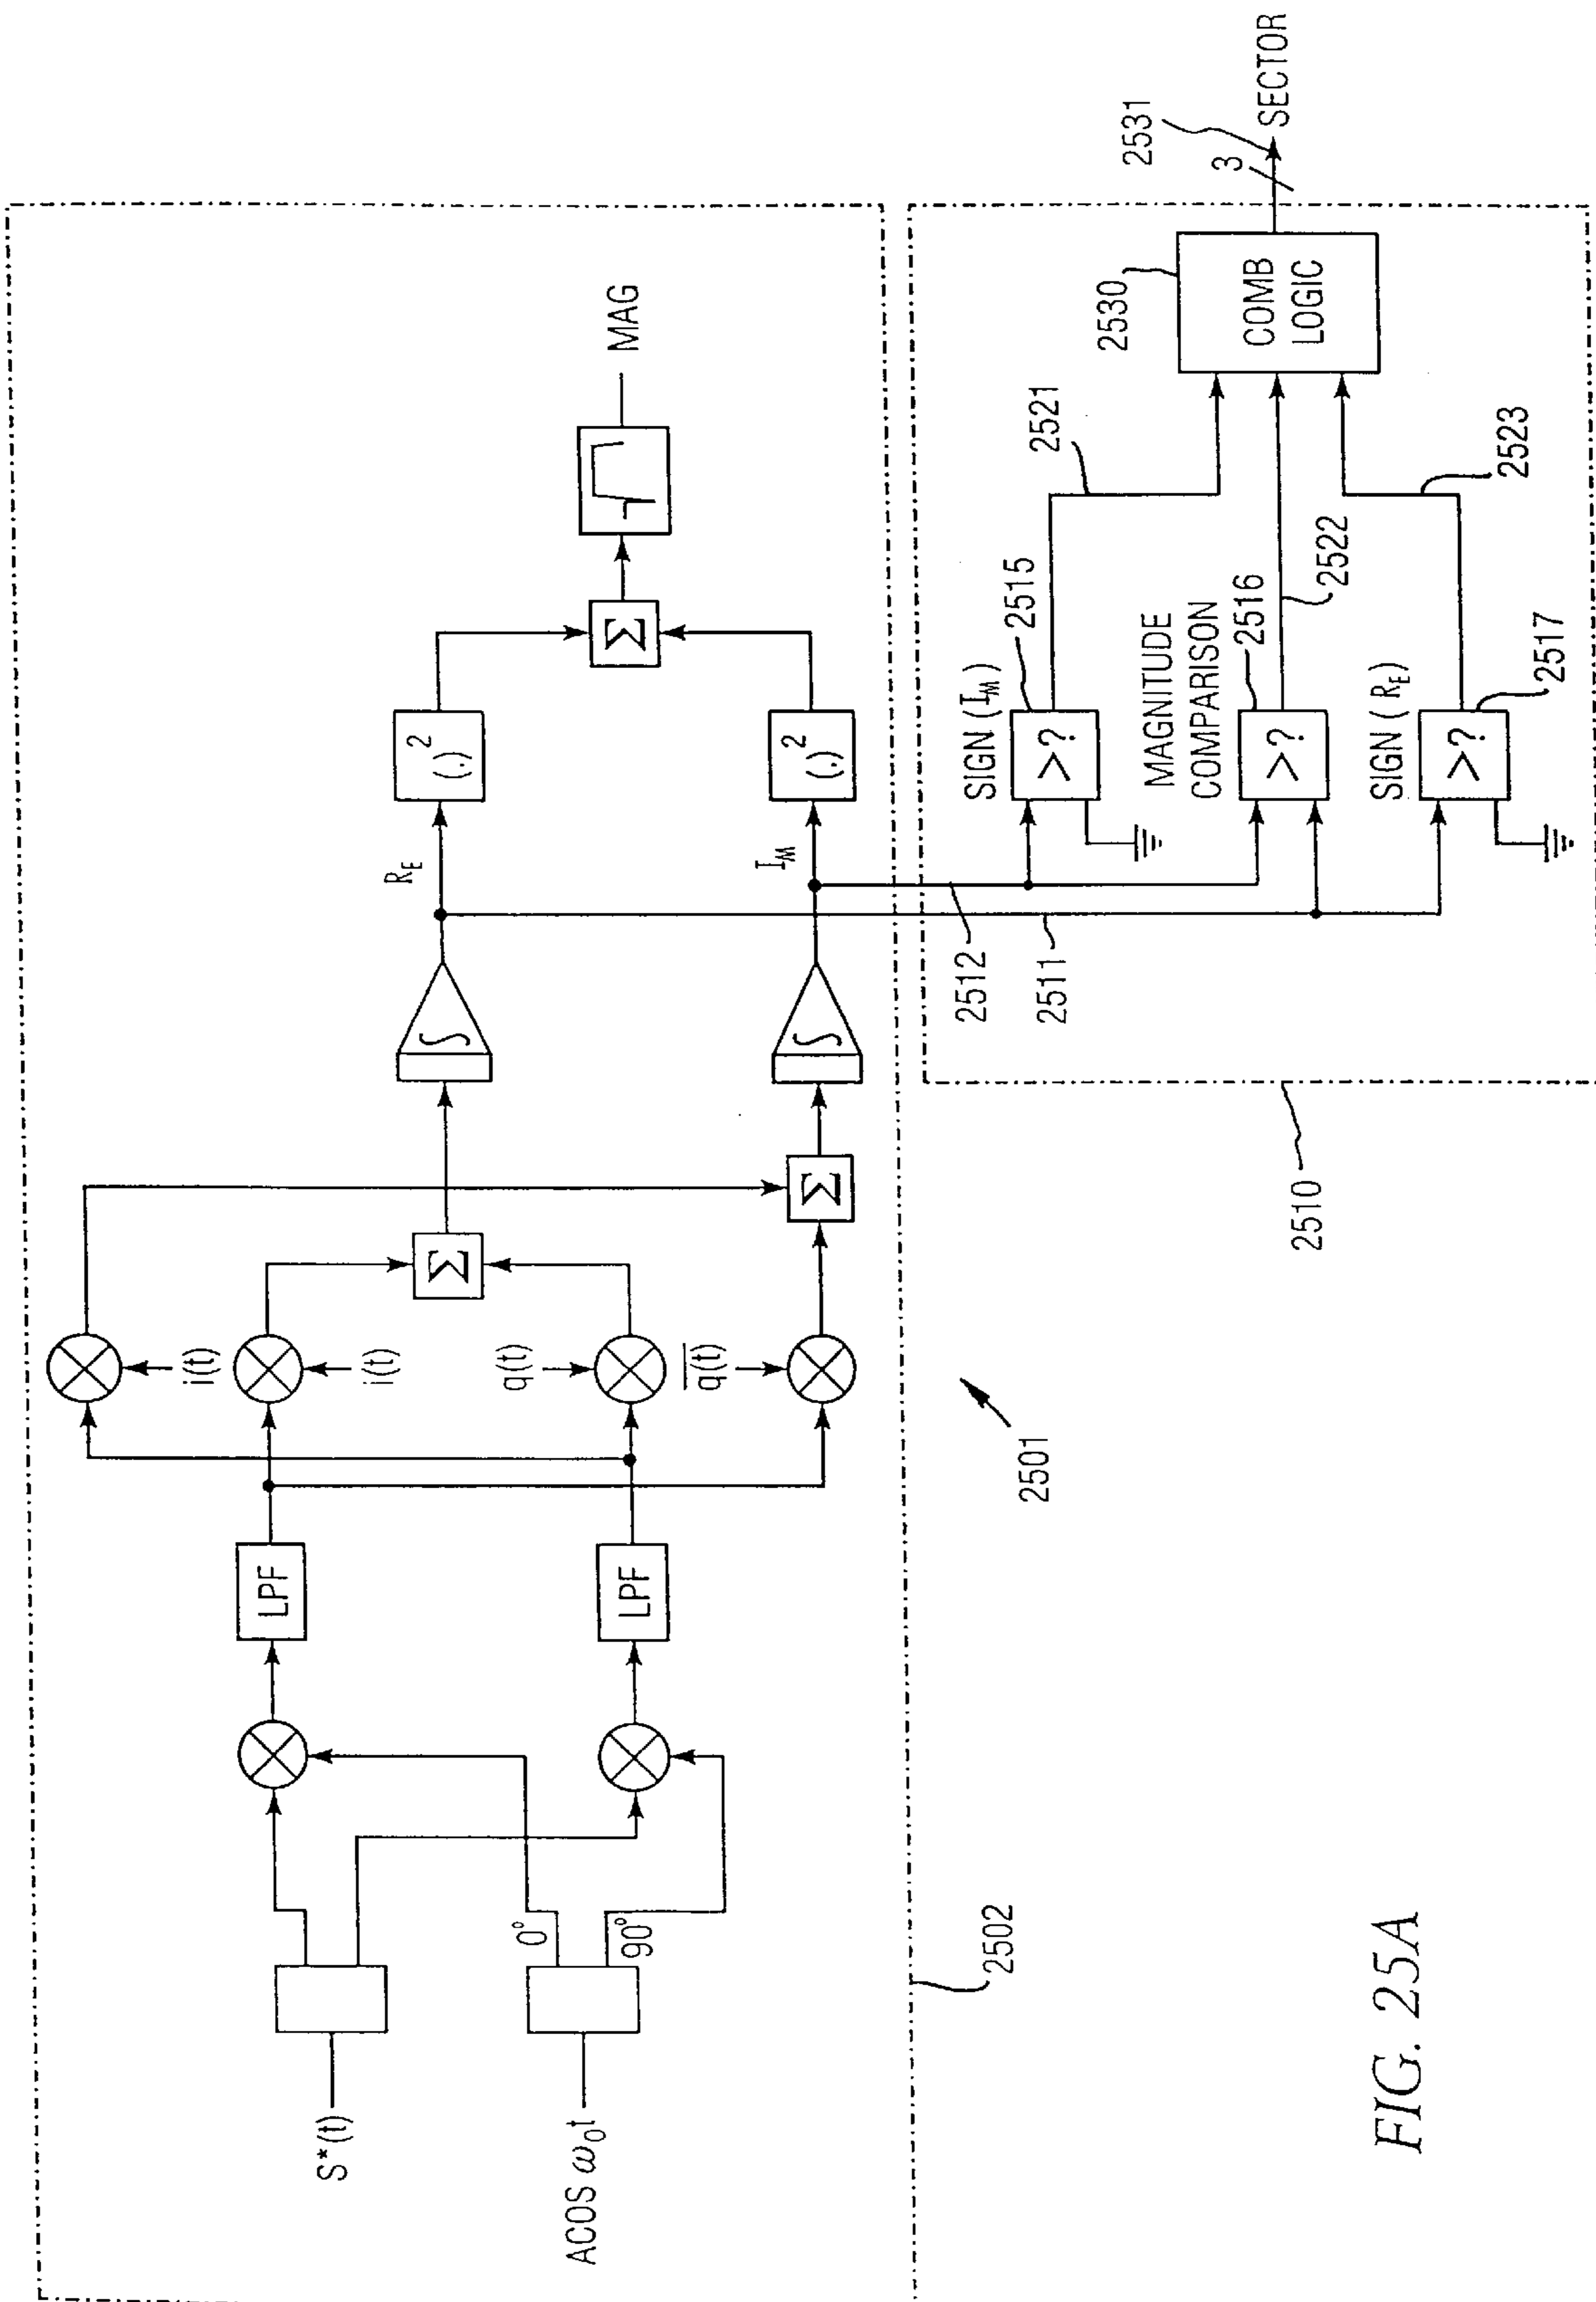 S*(t)
ACOS ω₀t
0°
90°
LPF
LPF
i(t)
i(t)
q(t)
q̅(̅t̅)̅
Σ
Σ
∫
∫
R_E
I_M
(.)²
(.)²
Σ
MAG
2502
2501
2510
2511
2512
SIGN (I_M)
>?
2515
MAGNITUDE
COMPARISON
>?
2516
SIGN (R_E)
>?
2517
2521
2522
2523
2530
COMB
LOGIC
3
2531
SECTOR
FIG. 25A